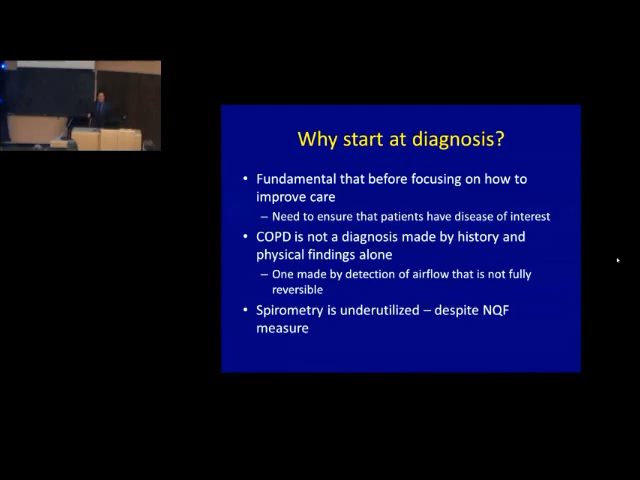 Why start at diagnosis?
• Fundamental that before focusing on how to
improve care
– Need to ensure that patients have disease of interest
• COPD is not a diagnosis made by history and
physical findings alone
– One made by detection of airflow that is not fully
reversible
• Spirometry is underutilized – despite NQF
measure